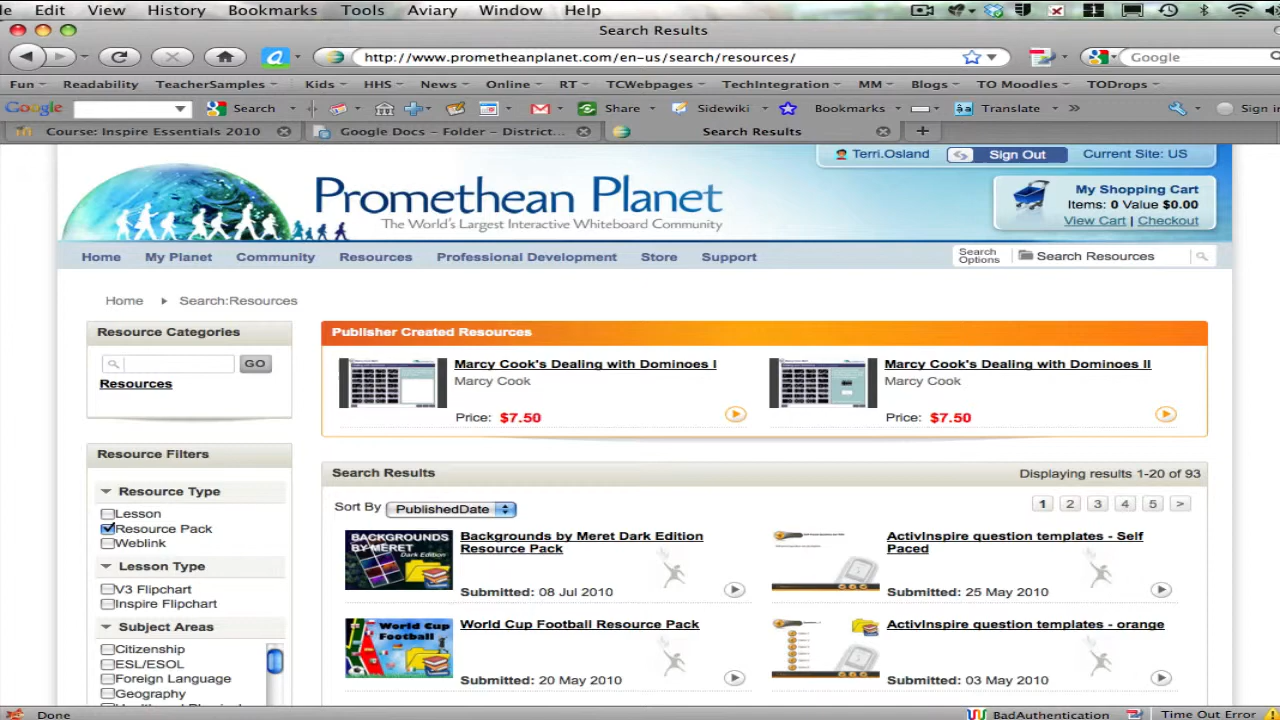 Edit View History Bookmarks Tools Aviary Window Help
Search Results
http://www.prometheanplanet.com/en-us/search/resources/
Google
Fun Readability TeacherSamples Kids HHS News Online RT TCWebpages TechIntegration MM Blogs TO Moodles TODrops
Google Search Share Sidewiki Bookmarks Translate Sign in
Course: Inspire Essentials 2010 Google Docs - Folder - District... Search Results
Terri.Osland Sign Out Current Site: US
Promethean Planet
The World's Largest Interactive Whiteboard Community
My Shopping Cart
Items: 0 Value $0.00
View Cart | Checkout
Home My Planet Community Resources Professional Development Store Support
Search Options
Search Resources
Home Search:Resources
Resource Categories
GO
Resources
Publisher Created Resources
Marcy Cook's Dealing with Dominoes I
Marcy Cook
Price: $7.50
Marcy Cook's Dealing with Dominoes II
Marcy Cook
Price: $7.50
Resource Filters
Resource Type
Lesson
Resource Pack
Weblink
Lesson Type
V3 Flipchart
Inspire Flipchart
Subject Areas
Citizenship
ESL/ESOL
Foreign Language
Geography
Search Results Displaying results 1-20 of 93
Sort By PublishedDate 1 2 3 4 5 >
BACKGROUNDS
BY MERET
Dark Edition
Backgrounds by Meret Dark Edition
Resource Pack
Submitted: 08 Jul 2010
ActivInspire question templates - Self
Paced
Submitted: 25 May 2010
World Cup
Football
World Cup Football Resource Pack
Submitted: 20 May 2010
ActivInspire question templates - orange
Submitted: 03 May 2010
Done BadAuthentication Time Out Error